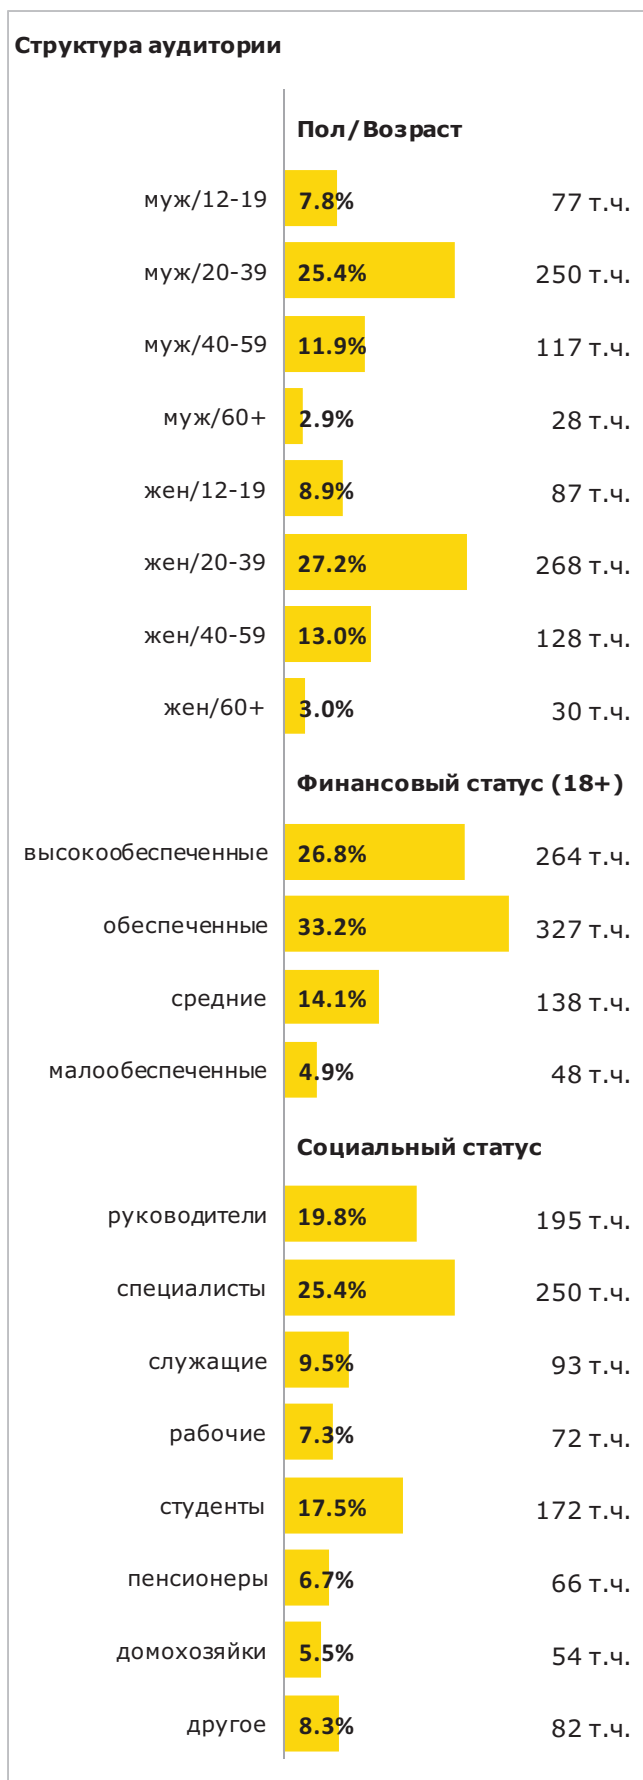 Структура аудитории
Пол/Возраст
муж/12-19 7.8% 77 т.ч.
муж/20-39 25.4% 250 т.ч.
муж/40-59 11.9% 117 т.ч.
муж/60+ 2.9% 28 т.ч.
жен/12-19 8.9% 87 т.ч.
жен/20-39 27.2% 268 т.ч.
жен/40-59 13.0% 128 т.ч.
жен/60+ 3.0% 30 т.ч.
Финансовый статус (18+)
высокообеспеченные 26.8% 264 т.ч.
обеспеченные 33.2% 327 т.ч.
средние 14.1% 138 т.ч.
малообеспеченные 4.9% 48 т.ч.
Социальный статус
руководители 19.8% 195 т.ч.
специалисты 25.4% 250 т.ч.
служащие 9.5% 93 т.ч.
рабочие 7.3% 72 т.ч.
студенты 17.5% 172 т.ч.
пенсионеры 6.7% 66 т.ч.
домохозяйки 5.5% 54 т.ч.
другое 8.3% 82 т.ч.